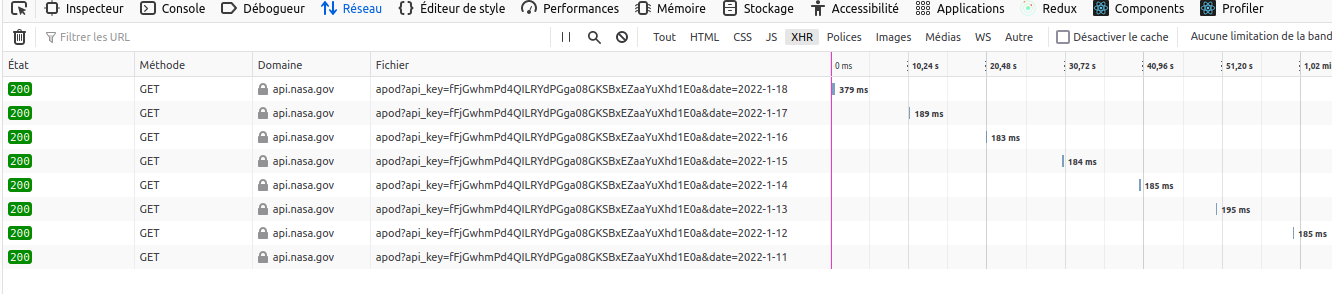 Inspecteur Console Débogueur Réseau Éditeur de style Performances Mémoire Stockage Accessibilité Applications Redux Components Profiler
Filtrer les URL Tout HTML CSS JS XHR Polices Images Médias WS Autre Désactiver le cache Aucune limitation de la band
État Méthode Domaine Fichier 0 ms 10,24 s 20,48 s 30,72 s 40,96 s 51,20 s 1,02 mi
200 GET api.nasa.gov apod?api_key=fFjGwhmPd4QILRYdPGga08GKSBxEZaaYuXhd1E0a&date=2022-1-18 379 ms
200 GET api.nasa.gov apod?api_key=fFjGwhmPd4QILRYdPGga08GKSBxEZaaYuXhd1E0a&date=2022-1-17 189 ms
200 GET api.nasa.gov apod?api_key=fFjGwhmPd4QILRYdPGga08GKSBxEZaaYuXhd1E0a&date=2022-1-16 183 ms
200 GET api.nasa.gov apod?api_key=fFjGwhmPd4QILRYdPGga08GKSBxEZaaYuXhd1E0a&date=2022-1-15 184 ms
200 GET api.nasa.gov apod?api_key=fFjGwhmPd4QILRYdPGga08GKSBxEZaaYuXhd1E0a&date=2022-1-14 185 ms
200 GET api.nasa.gov apod?api_key=fFjGwhmPd4QILRYdPGga08GKSBxEZaaYuXhd1E0a&date=2022-1-13 195 ms
200 GET api.nasa.gov apod?api_key=fFjGwhmPd4QILRYdPGga08GKSBxEZaaYuXhd1E0a&date=2022-1-12 185 ms
200 GET api.nasa.gov apod?api_key=fFjGwhmPd4QILRYdPGga08GKSBxEZaaYuXhd1E0a&date=2022-1-11